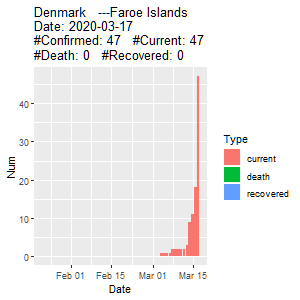 Denmark   ---Faroe Islands
Date: 2020-03-17
#Confirmed: 47   #Current: 47
#Death: 0   #Recovered: 0
40
30
20
10
0
Num
Feb 01
Feb 15
Mar 01
Mar 15
Date
Type
current
death
recovered